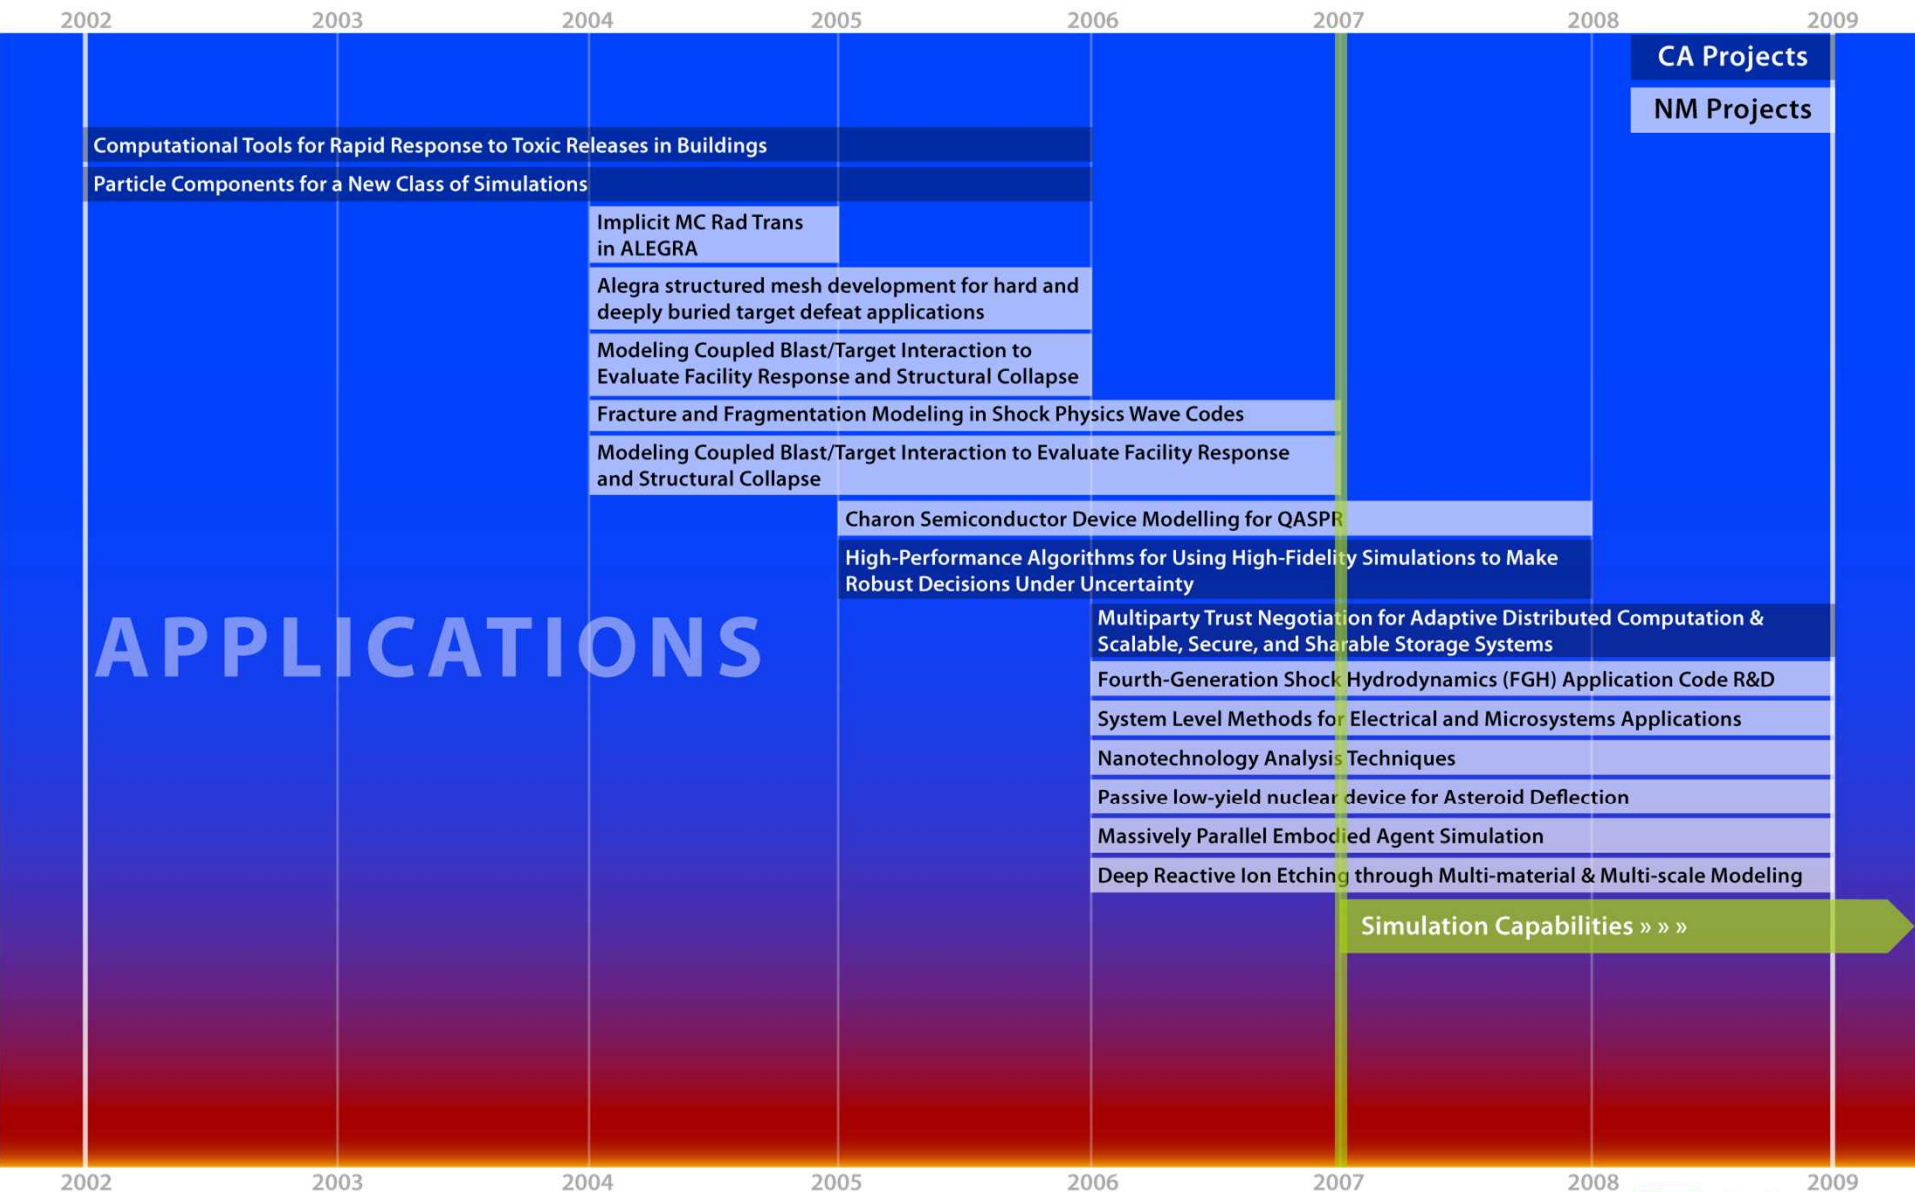 2002 2003 2004 2005 2006 2007 2008 2009
CA Projects
NM Projects
Computational Tools for Rapid Response to Toxic Releases in Buildings
Particle Components for a New Class of Simulations
Implicit MC Rad Trans
in ALEGRA
Alegra structured mesh development for hard and
deeply buried target defeat applications
Modeling Coupled Blast/Target Interaction to
Evaluate Facility Response and Structural Collapse
Fracture and Fragmentation Modeling in Shock Physics Wave Codes
Modeling Coupled Blast/Target Interaction to Evaluate Facility Response
and Structural Collapse
Charon Semiconductor Device Modelling for QASPR
High-Performance Algorithms for Using High-Fidelity Simulations to Make
Robust Decisions Under Uncertainty
Multiparty Trust Negotiation for Adaptive Distributed Computation &
Scalable, Secure, and Sharable Storage Systems
APPLICATIONS
Fourth-Generation Shock Hydrodynamics (FGH) Application Code R&D
System Level Methods for Electrical and Microsystems Applications
Nanotechnology Analysis Techniques
Passive low-yield nuclear device for Asteroid Deflection
Massively Parallel Embodied Agent Simulation
Deep Reactive Ion Etching through Multi-material & Multi-scale Modeling
Simulation Capabilities » » »
2002 2003 2004 2005 2006 2007 2008 2009